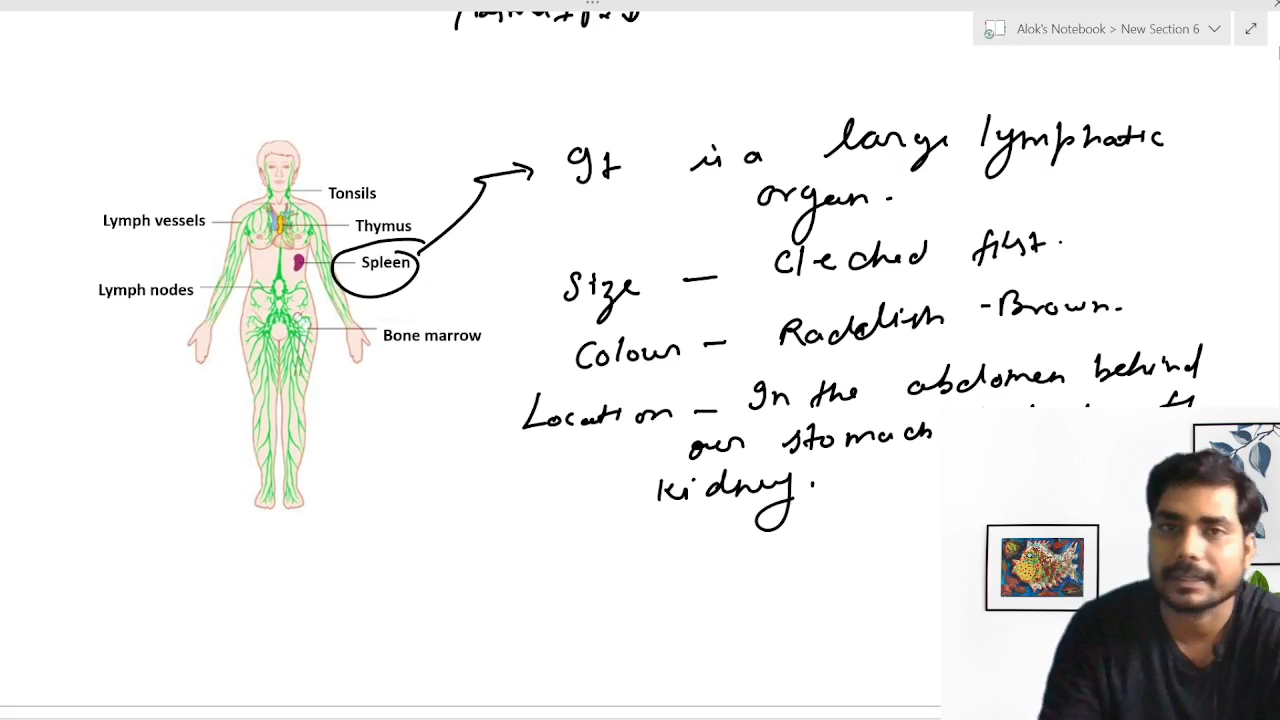 Alok's Notebook > New Section 6
Tonsils
Lymph vessels
Thymus
Spleen
Lymph nodes
Bone marrow
It is a large lymphatic
organ.
Size - Cleched fist.
Colour - Raddish-Brown.
Location - In the abdomen behind
our stomach
kidney.